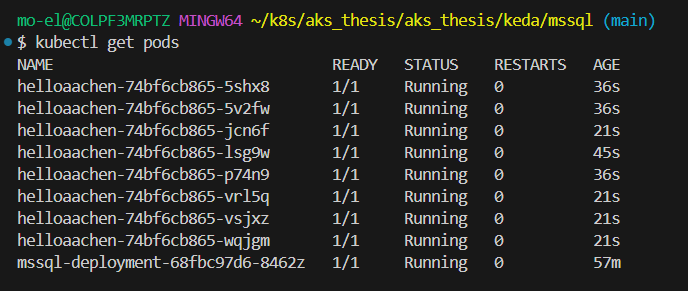 mo-el@COLPF3MRPTZ MINGW64 ~/k8s/aks_thesis/aks_thesis/keda/mssql (main)
$ kubectl get pods
NAME READY STATUS RESTARTS AGE
helloaachen-74bf6cb865-5shx8 1/1 Running 0 36s
helloaachen-74bf6cb865-5v2fw 1/1 Running 0 36s
helloaachen-74bf6cb865-jcn6f 1/1 Running 0 21s
helloaachen-74bf6cb865-lsg9w 1/1 Running 0 45s
helloaachen-74bf6cb865-p74n9 1/1 Running 0 36s
helloaachen-74bf6cb865-vrl5q 1/1 Running 0 21s
helloaachen-74bf6cb865-vsjxz 1/1 Running 0 21s
helloaachen-74bf6cb865-wqjgm 1/1 Running 0 21s
mssql-deployment-68fbc97d6-8462z 1/1 Running 0 57m